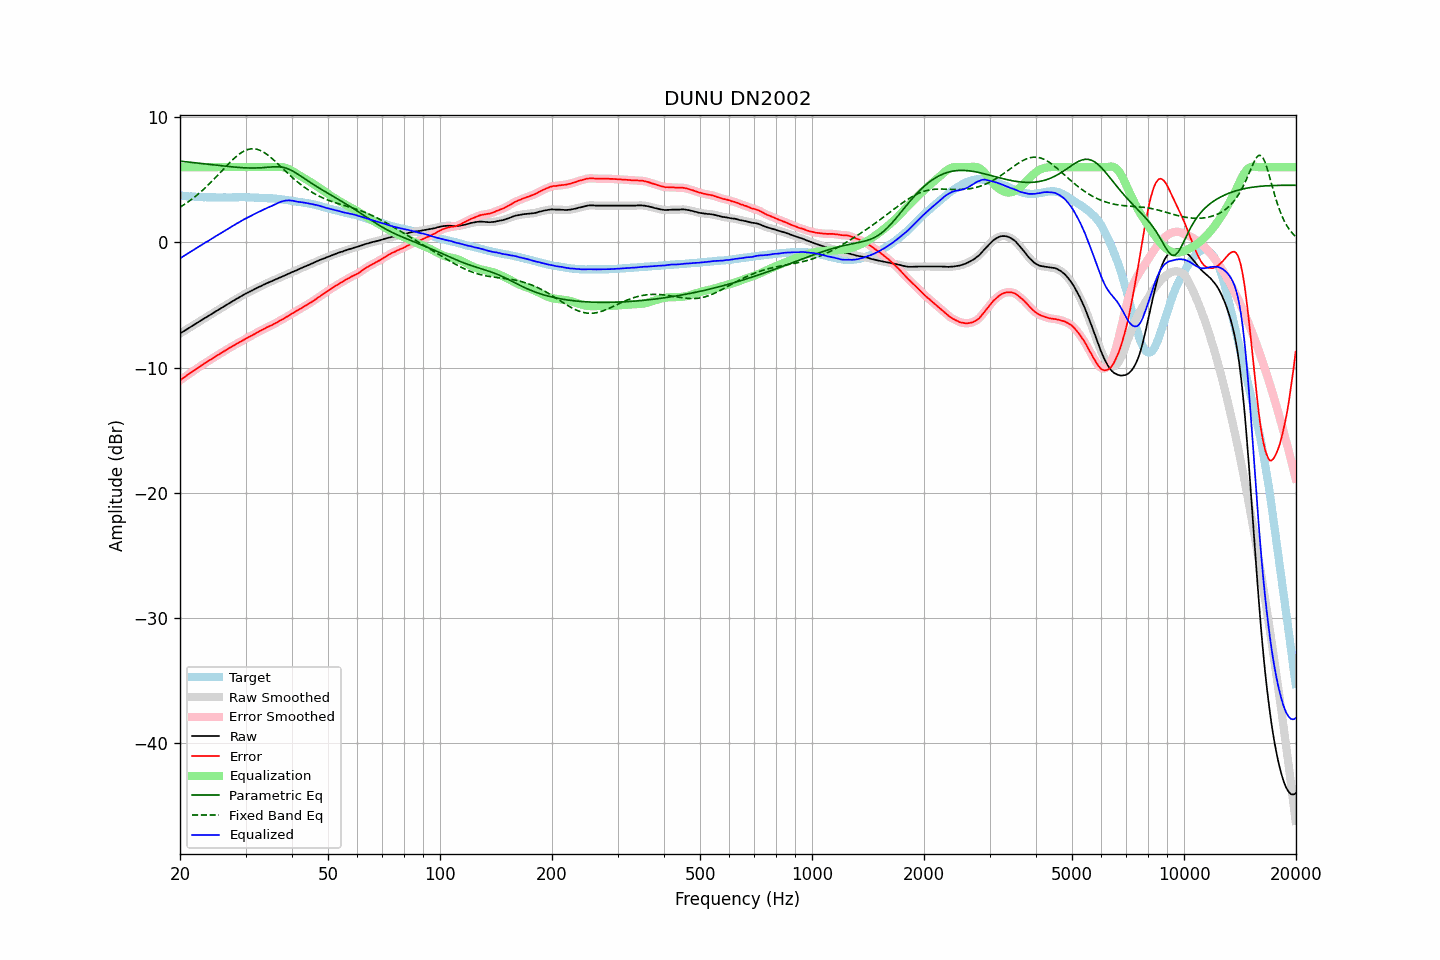 DUNU DN2002
10
0
−10
−20
−30
−40
Amplitude (dBr)
Target
Raw Smoothed
Error Smoothed
Raw
Error
Equalization
Parametric Eq
Fixed Band Eq
Equalized
20 50 100 200 500 1000 2000 5000 10000 20000
Frequency (Hz)